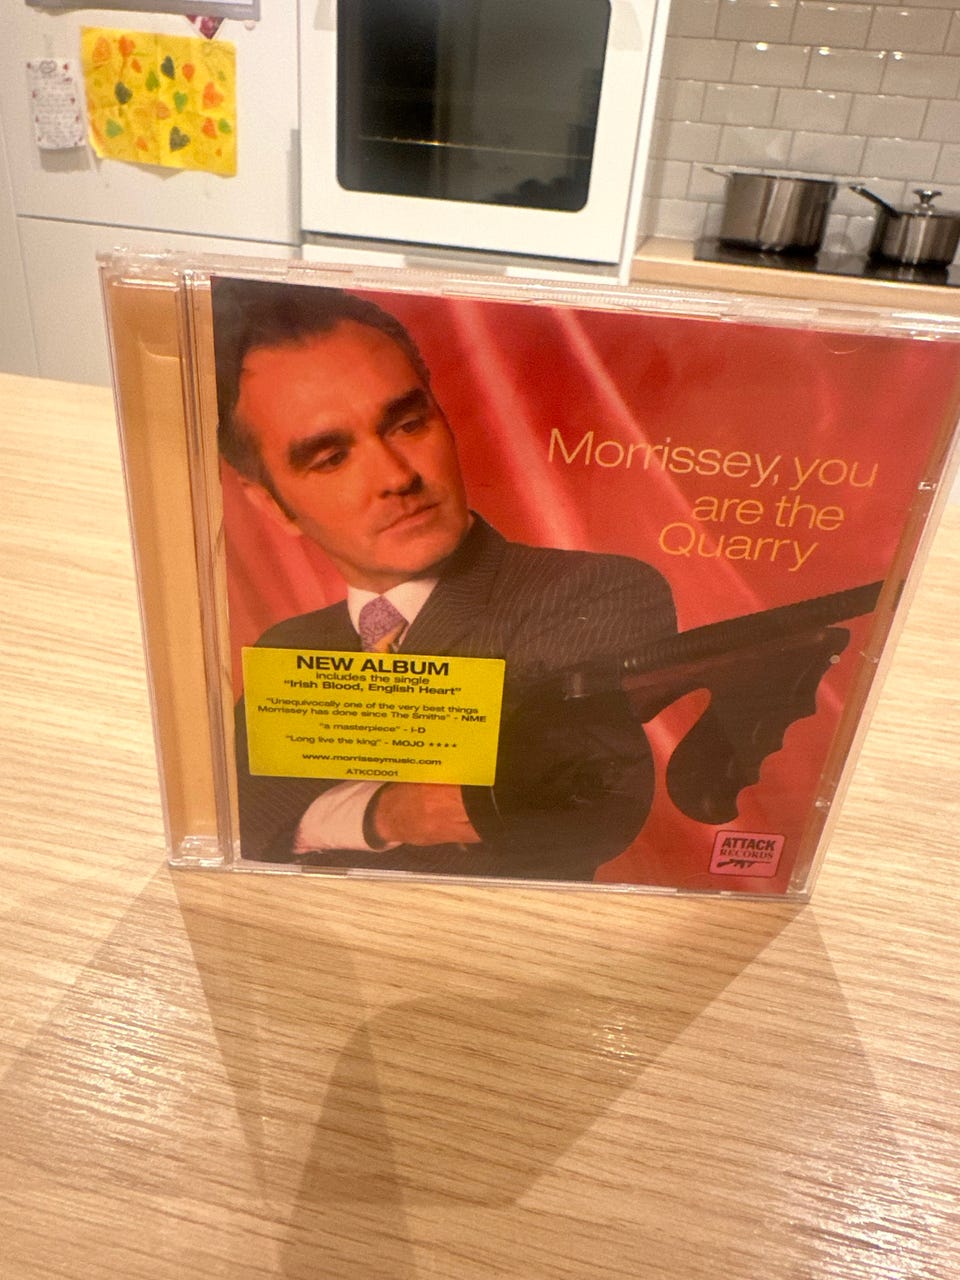 Morrissey, you
are the
Quarry
NEW ALBUM
includes the single
"Irish Blood, English Heart"
"Unequivocally one of the very best things
Morrissey has done since The Smiths" - NME
"a masterpiece" - i-D
"Long live the king" - MOJO ★★★★
www.morrisseymusic.com
ATKCD001
ATTACK
RECORDS